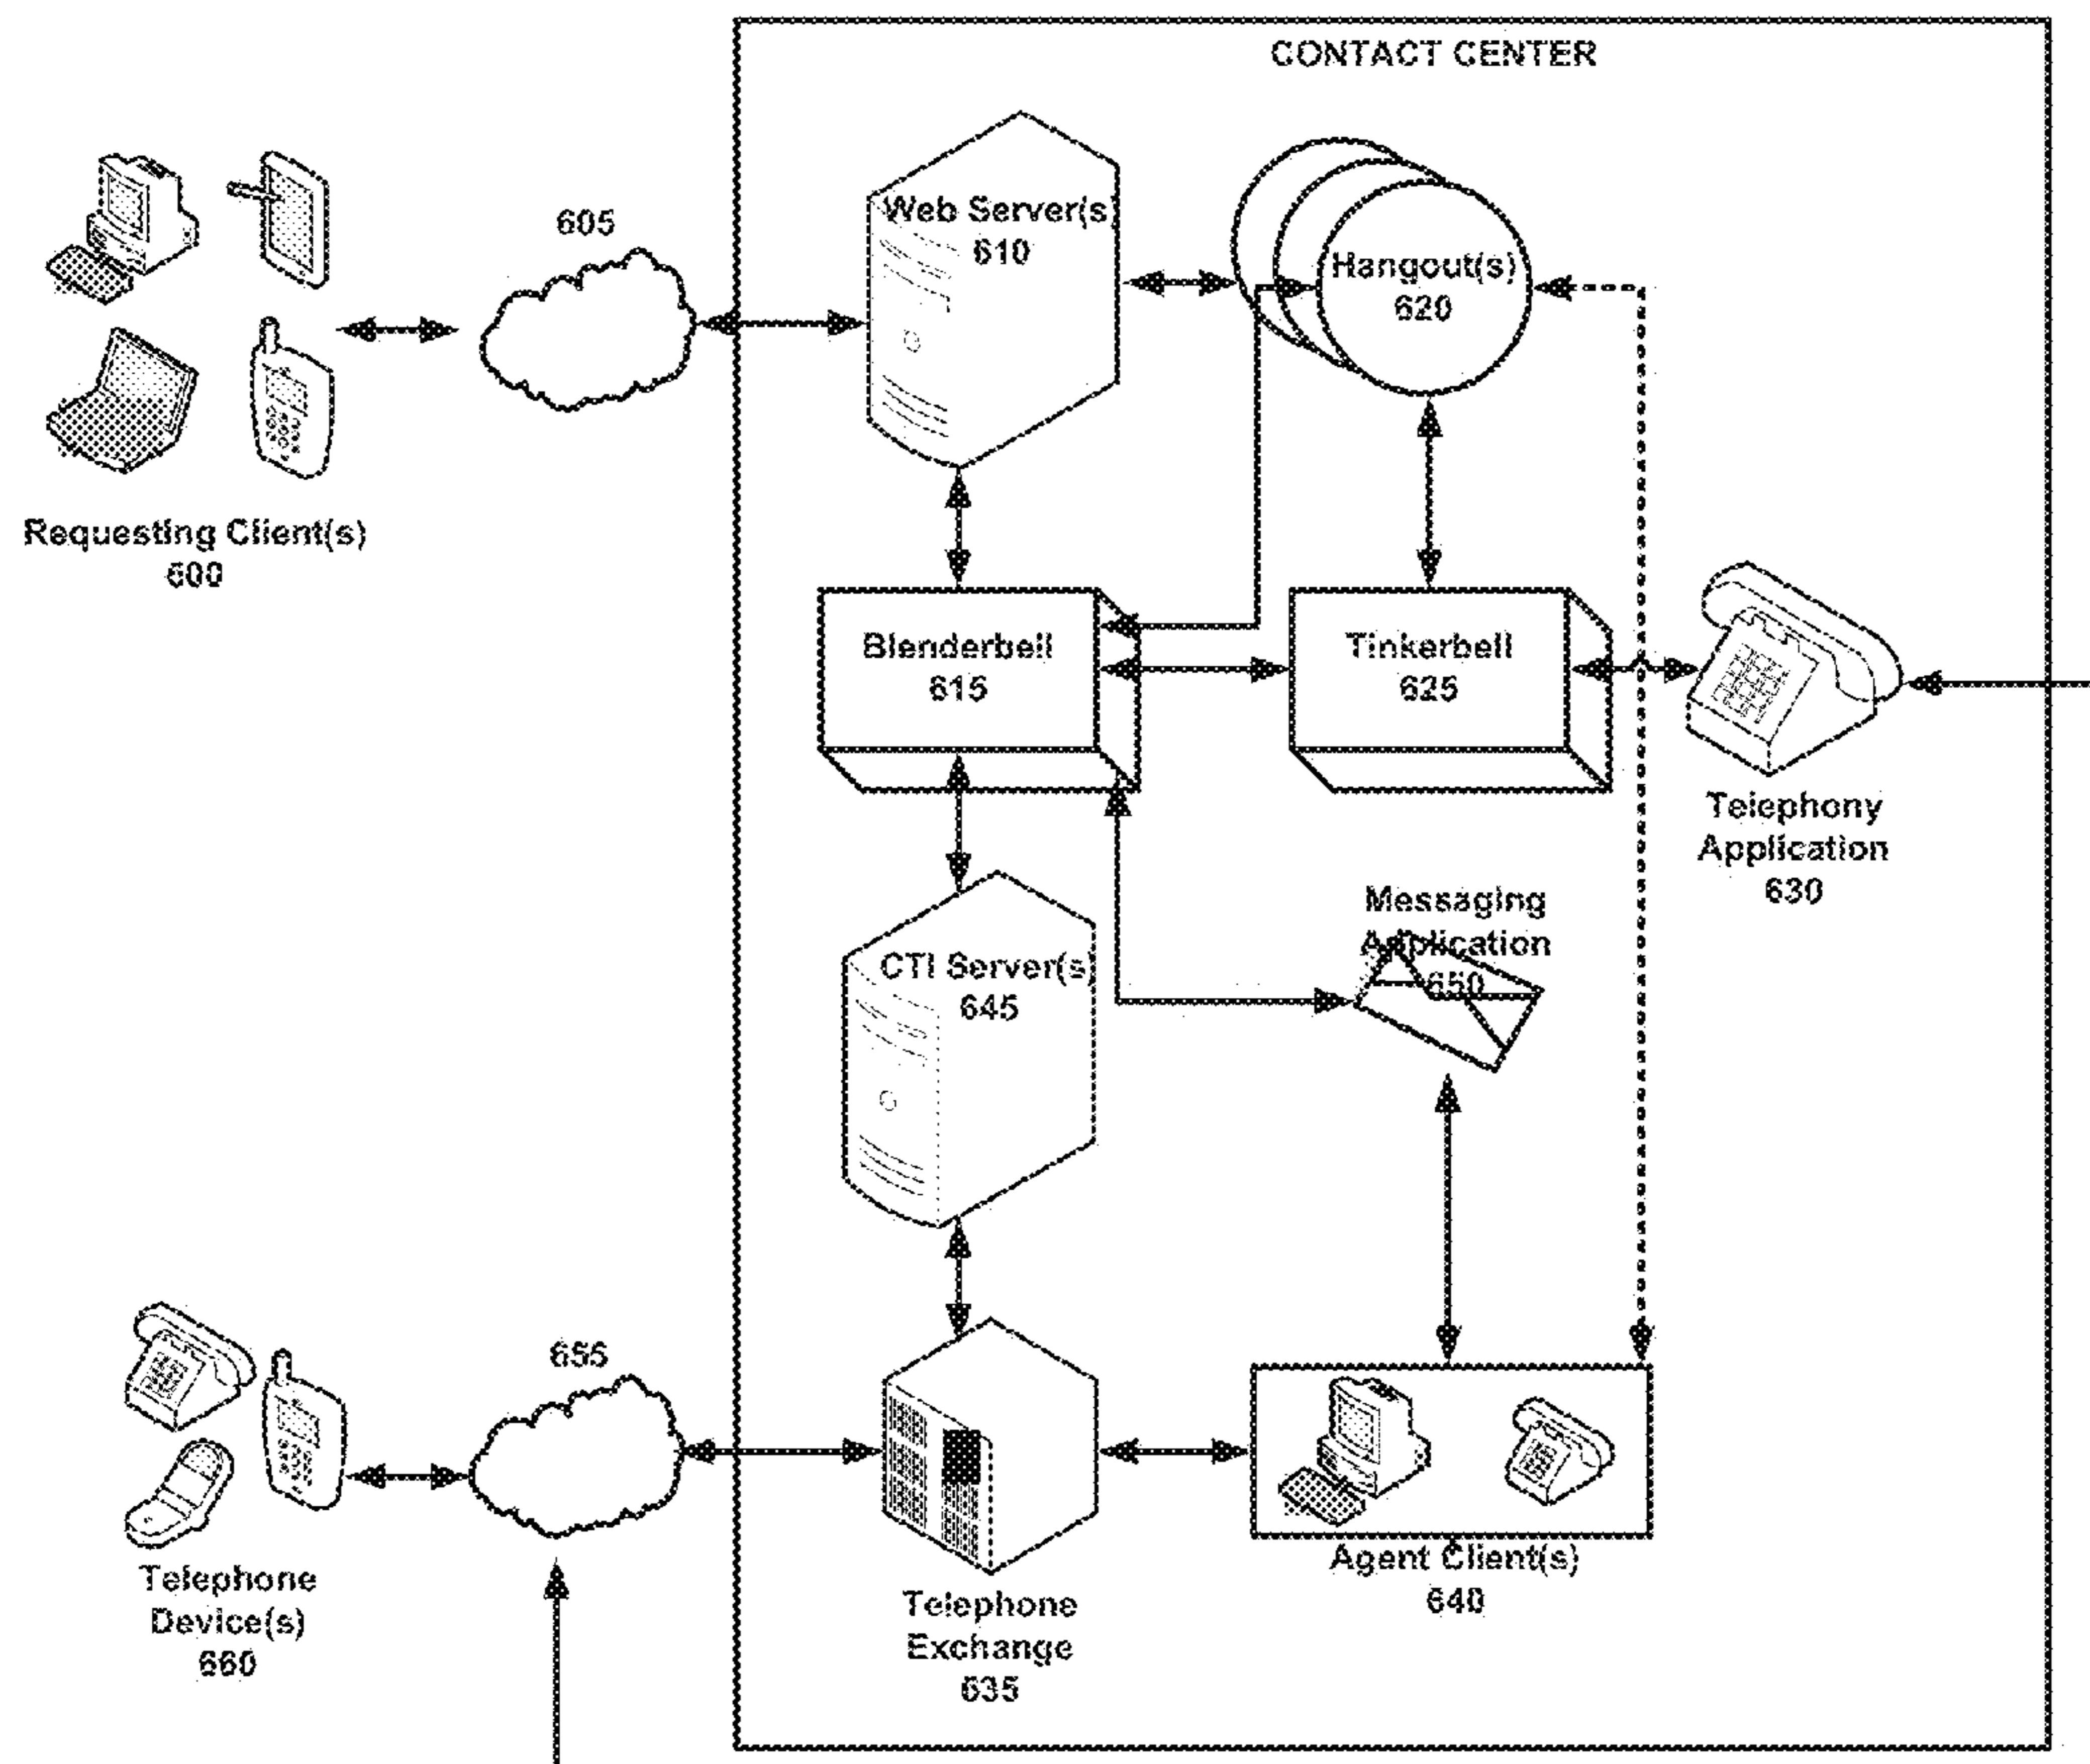 CONTACT CENTER
Web Server(s)
610
605
Hangout(s)
620
Requesting Client(s)
600
Blenderbell
615
Tinkerbell
625
Telephony
Application
630
Messaging
Application
650
CTI Server(s)
645
655
Telephone
Device(s)
660
Telephone
Exchange
635
Agent Client(s)
640